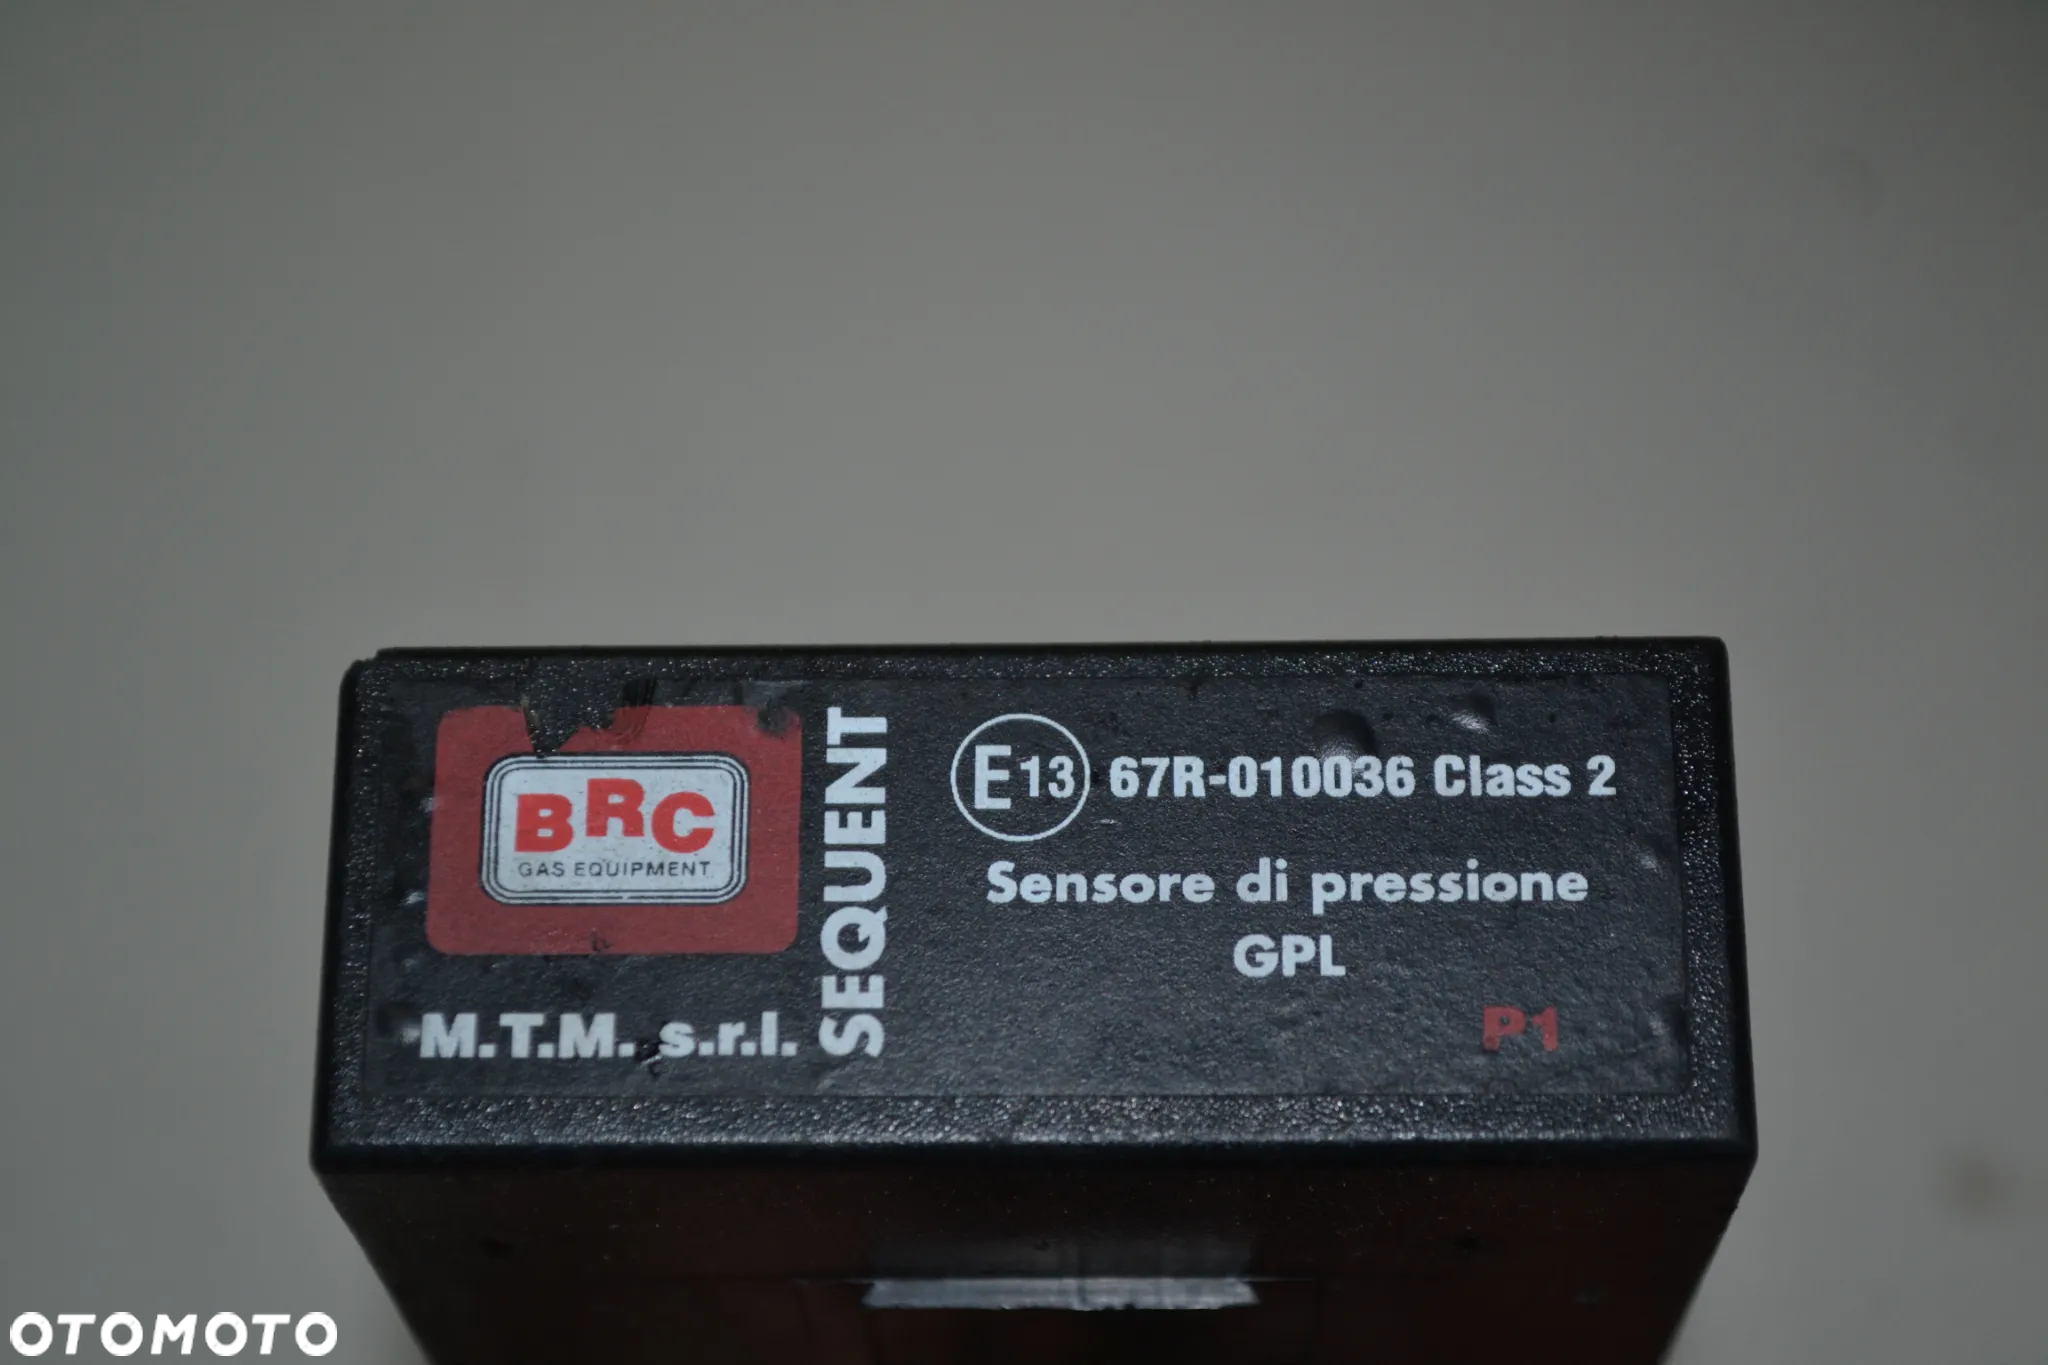 BRC
GAS EQUIPMENT
M.T.M. s.r.l.
SEQUENT
E13 67R-010036 Class 2
Sensore di pressione
GPL
P1
OTOMOTO